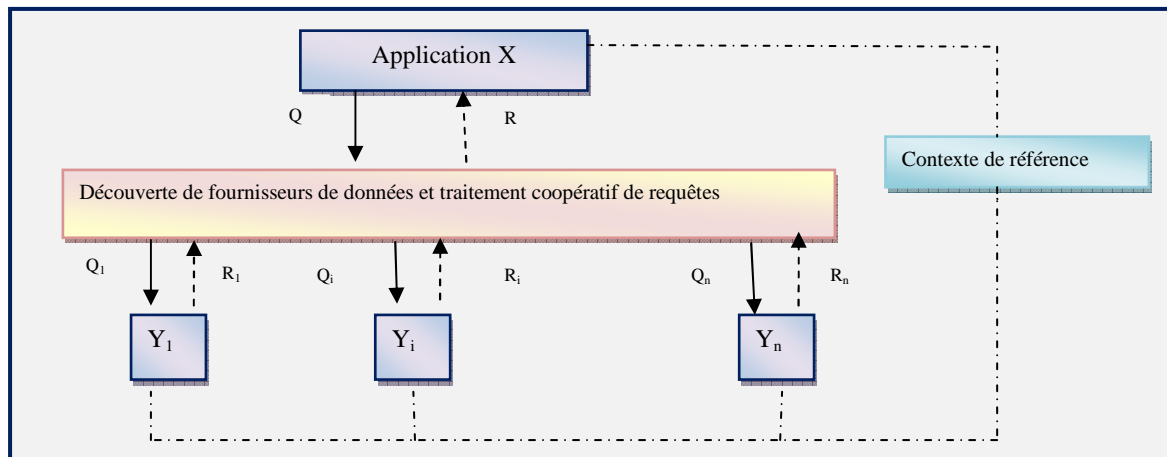 Application X
Q
R
Contexte de référence
Découverte de fournisseurs de données et traitement coopératif de requêtes
Q₁
R₁
Qᵢ
Rᵢ
Qₙ
Rₙ
Y₁
Yᵢ
Yₙ